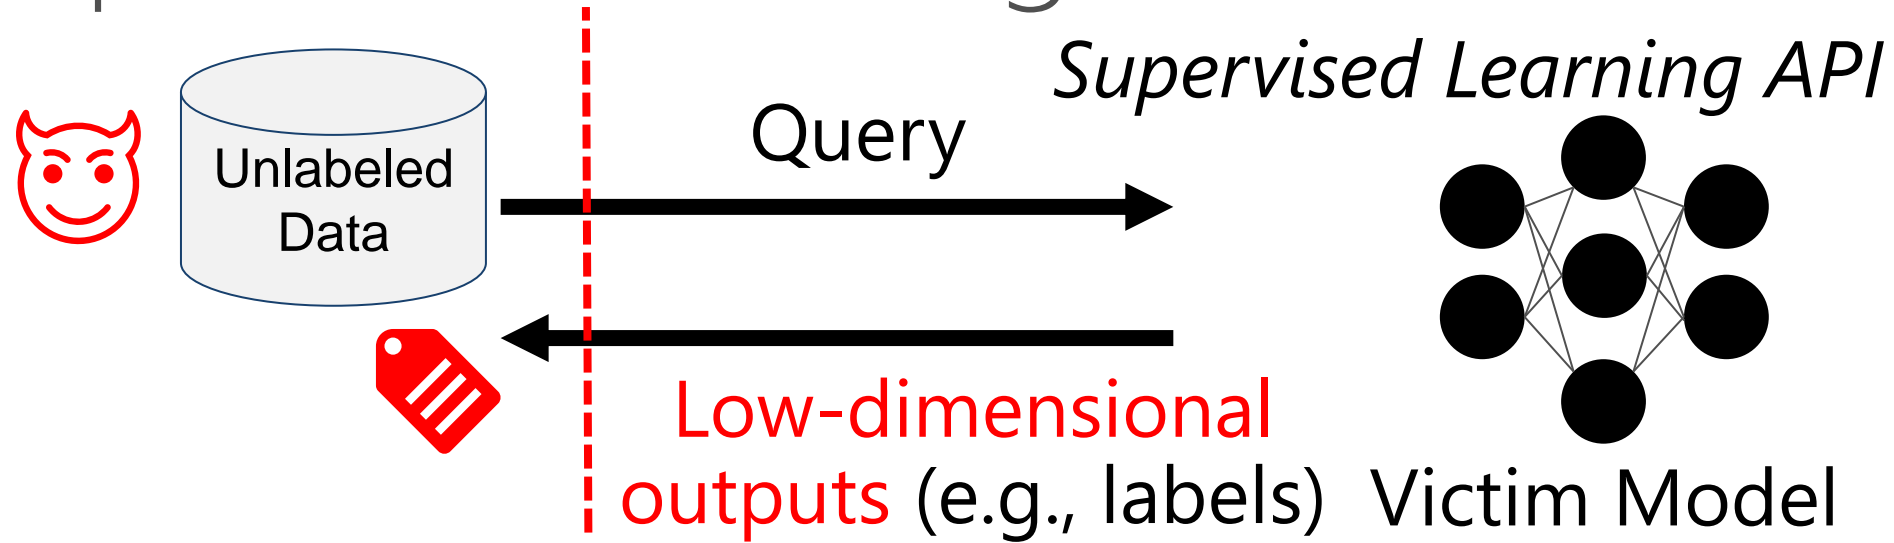 Supervised Learning API
Query
Unlabeled
Data
Low-dimensional
outputs (e.g., labels)
Victim Model